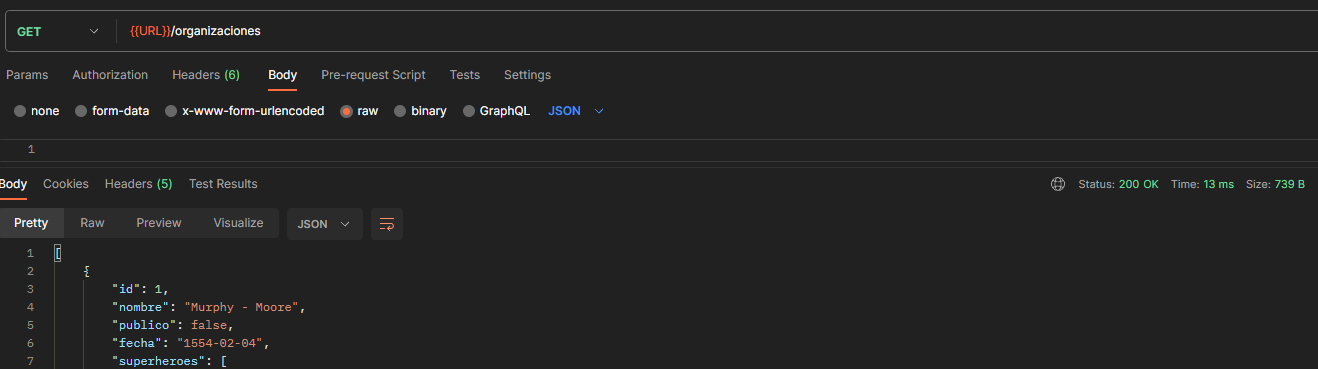 GET {{URL}}/organizaciones
Params Authorization Headers (6) Body Pre-request Script Tests Settings
none form-data x-www-form-urlencoded raw binary GraphQL JSON
1
Body Cookies Headers (5) Test Results Status: 200 OK Time: 13 ms Size: 739 B
Pretty Raw Preview Visualize JSON
1 [
2 {
3 "id": 1,
4 "nombre": "Murphy - Moore",
5 "publico": false,
6 "fecha": "1554-02-04",
7 "superheroes": [